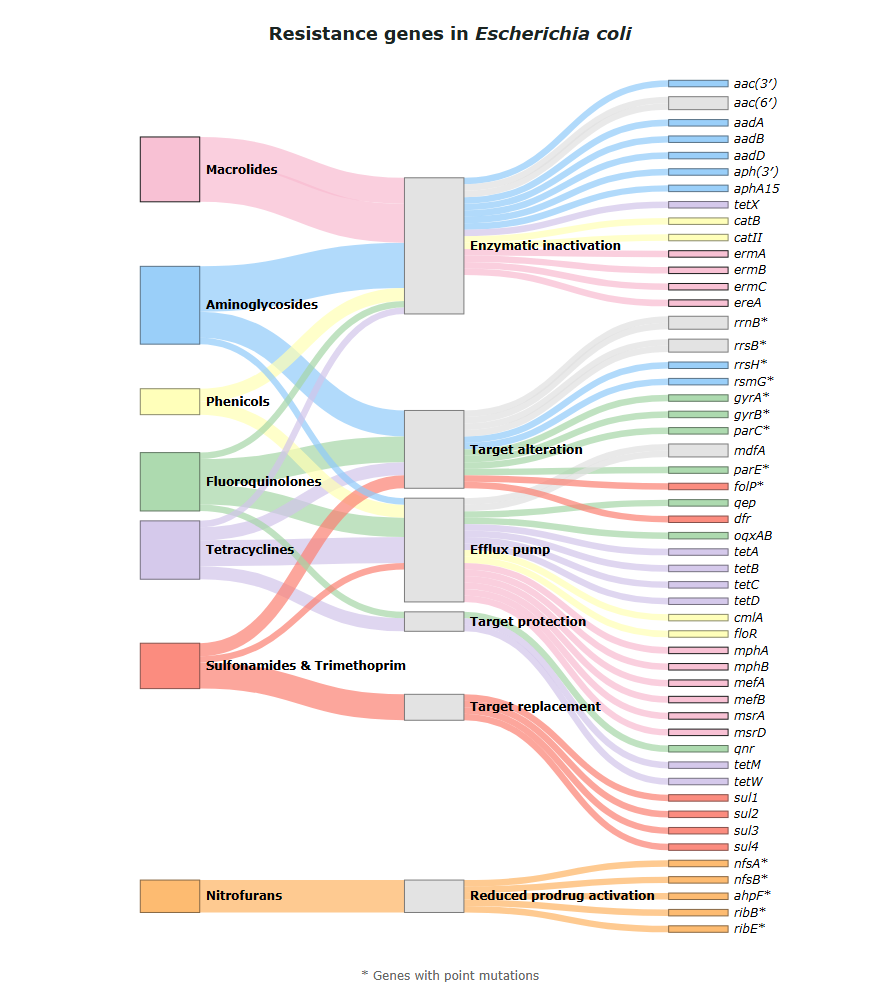 Resistance genes in Escherichia coli
Macrolides
Aminoglycosides
Phenicols
Fluoroquinolones
Tetracyclines
Sulfonamides & Trimethoprim
Nitrofurans
Enzymatic inactivation
Target alteration
Efflux pump
Target protection
Target replacement
Reduced prodrug activation
aac(3′)
aac(6′)
aadA
aadB
aadD
aph(3′)
aphA15
tetX
catB
catII
ermA
ermB
ermC
ereA
rrnB*
rrsB*
rrsH*
rsmG*
gyrA*
gyrB*
parC*
mdfA
parE*
folP*
qep
dfr
oqxAB
tetA
tetB
tetC
tetD
cmlA
floR
mphA
mphB
mefA
mefB
msrA
msrD
qnr
tetM
tetW
sul1
sul2
sul3
sul4
nfsA*
nfsB*
ahpF*
ribB*
ribE*
* Genes with point mutations